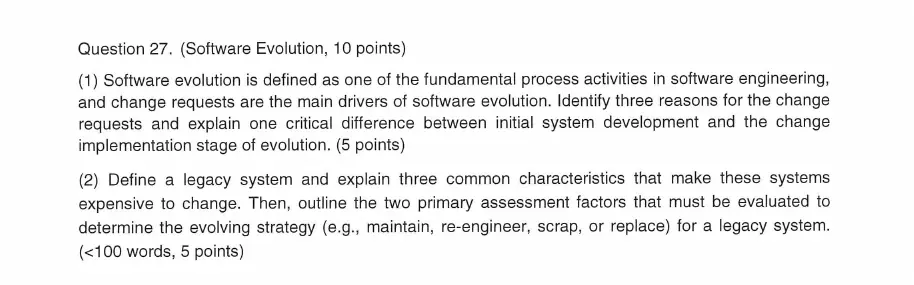 Question 27. (Software Evolution, 10 points)
(1) Software evolution is defined as one of the fundamental process activities in software engineering,
and change requests are the main drivers of software evolution. Identify three reasons for the change
requests and explain one critical difference between initial system development and the change
implementation stage of evolution. (5 points)
(2) Define a legacy system and explain three common characteristics that make these systems
expensive to change. Then, outline the two primary assessment factors that must be evaluated to
determine the evolving strategy (e.g., maintain, re-engineer, scrap, or replace) for a legacy system.
(<100 words, 5 points)